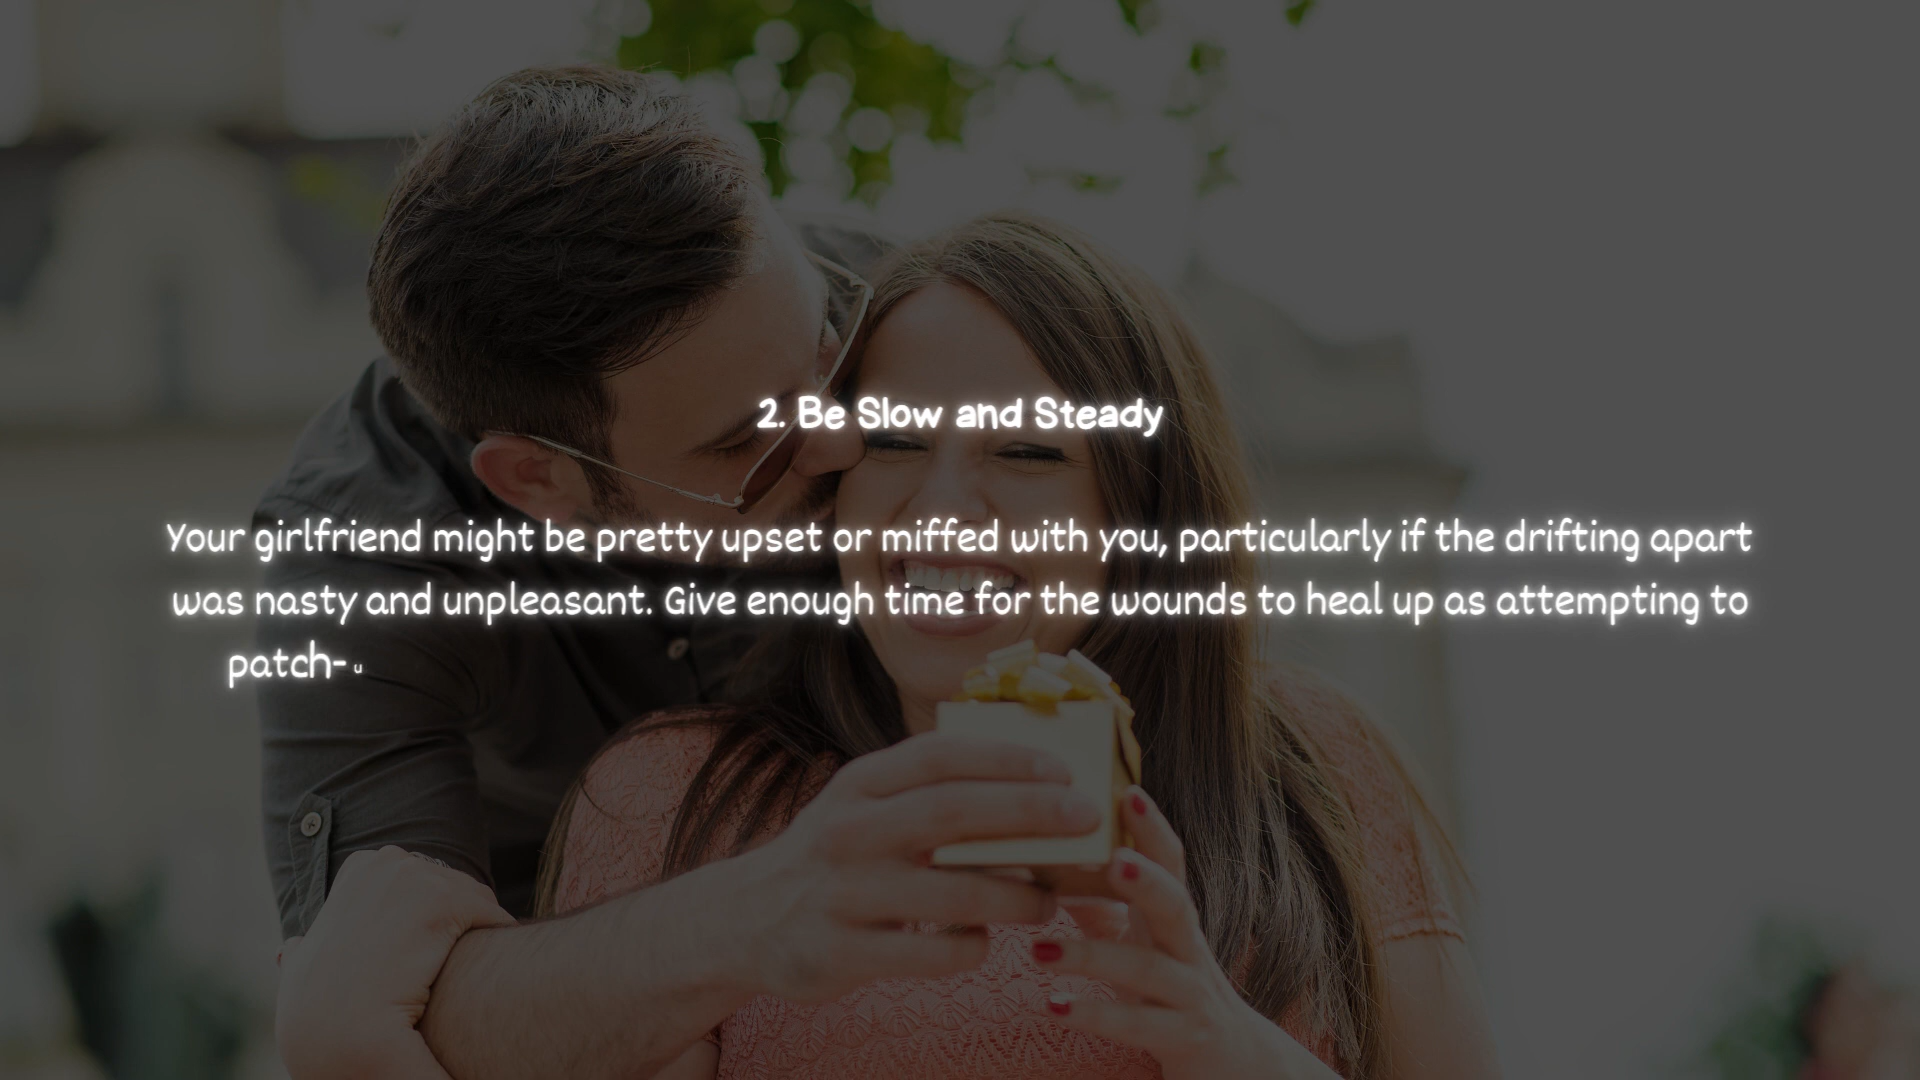 2. Be Slow and Steady
Your girlfriend might be pretty upset or miffed with you, particularly if the drifting apart
was nasty and unpleasant. Give enough time for the wounds to heal up as attempting to
patch-u